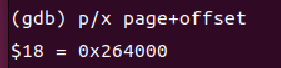 (gdb) p/x page+offset
$18 = 0x264000